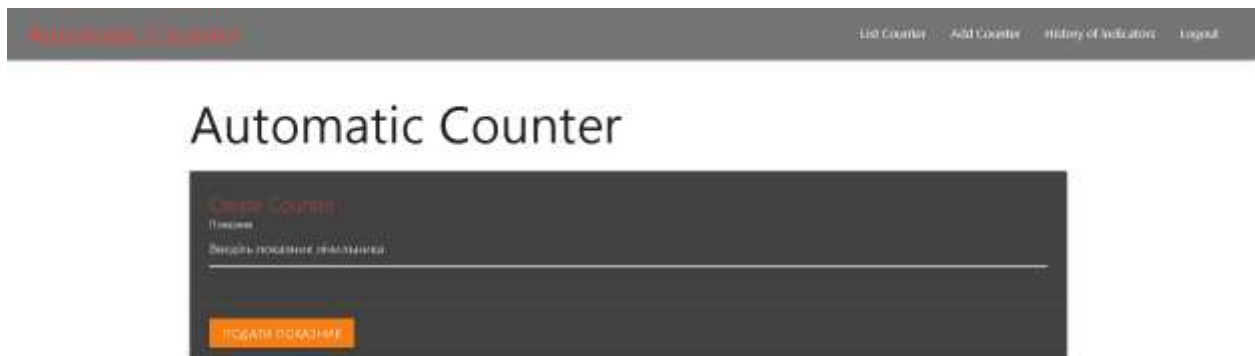 Automatic Counter
List Counter Add Counter History of Indicators Logout
Automatic Counter
Create Counter
Показник
Введіть показник лічильника
ПОДАТИ ПОКАЗНИК